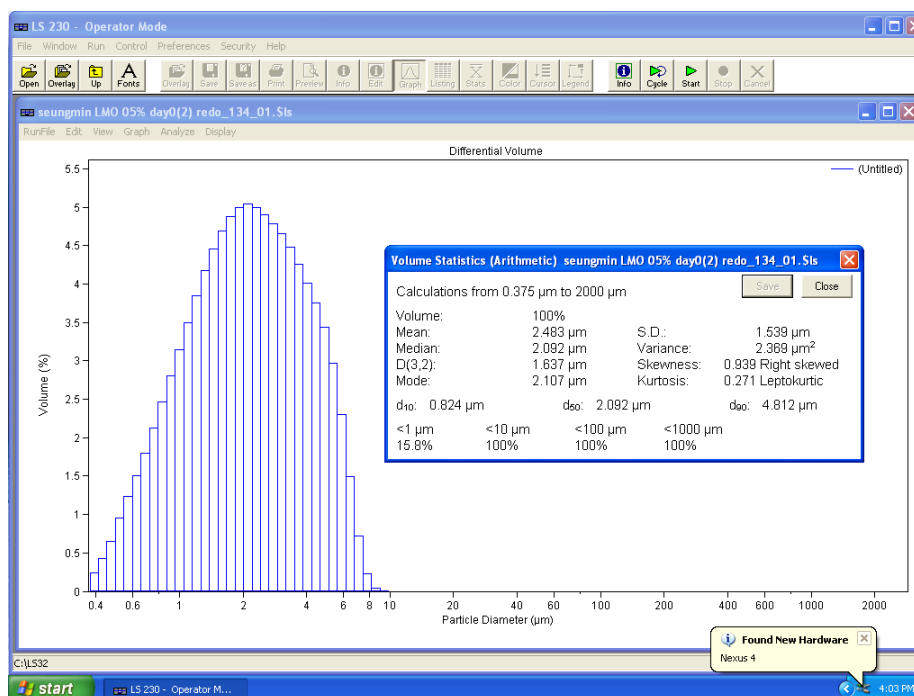 LS 230 - Operator Mode
File Window Run Control Preferences Security Help
Open Overlay Up Fonts Overlay Save Save as Print Preview Info Edit Graph Listing Stats Color Cursor Legend Info Cycle Start Stop Cancel
seungmin LMO 05% day0(2) redo_134_01.$ls
RunFile Edit View Graph Analyze Display
Differential Volume
(Untitled)
Volume (%)
5.5
5
4.5
4
3.5
3
2.5
2
1.5
1
0.5
0
0.4 0.6 1 2 4 6 8 10 20 40 60 100 200 400 600 1000 2000
Particle Diameter (µm)
Volume Statistics (Arithmetic) seungmin LMO 05% day0(2) redo_134_01.$ls
Calculations from 0.375 µm to 2000 µm
Save Close
Volume: 100%
Mean: 2.483 µm S.D.: 1.539 µm
Median: 2.092 µm Variance: 2.369 µm²
D(3,2): 1.637 µm Skewness: 0.939 Right skewed
Mode: 2.107 µm Kurtosis: 0.271 Leptokurtic
d₁₀: 0.824 µm d₅₀: 2.092 µm d₉₀: 4.812 µm
<1 µm <10 µm <100 µm <1000 µm
15.8% 100% 100% 100%
Found New Hardware
Nexus 4
C:\LS32
start LS 230 - Operator M... 4:03 PM